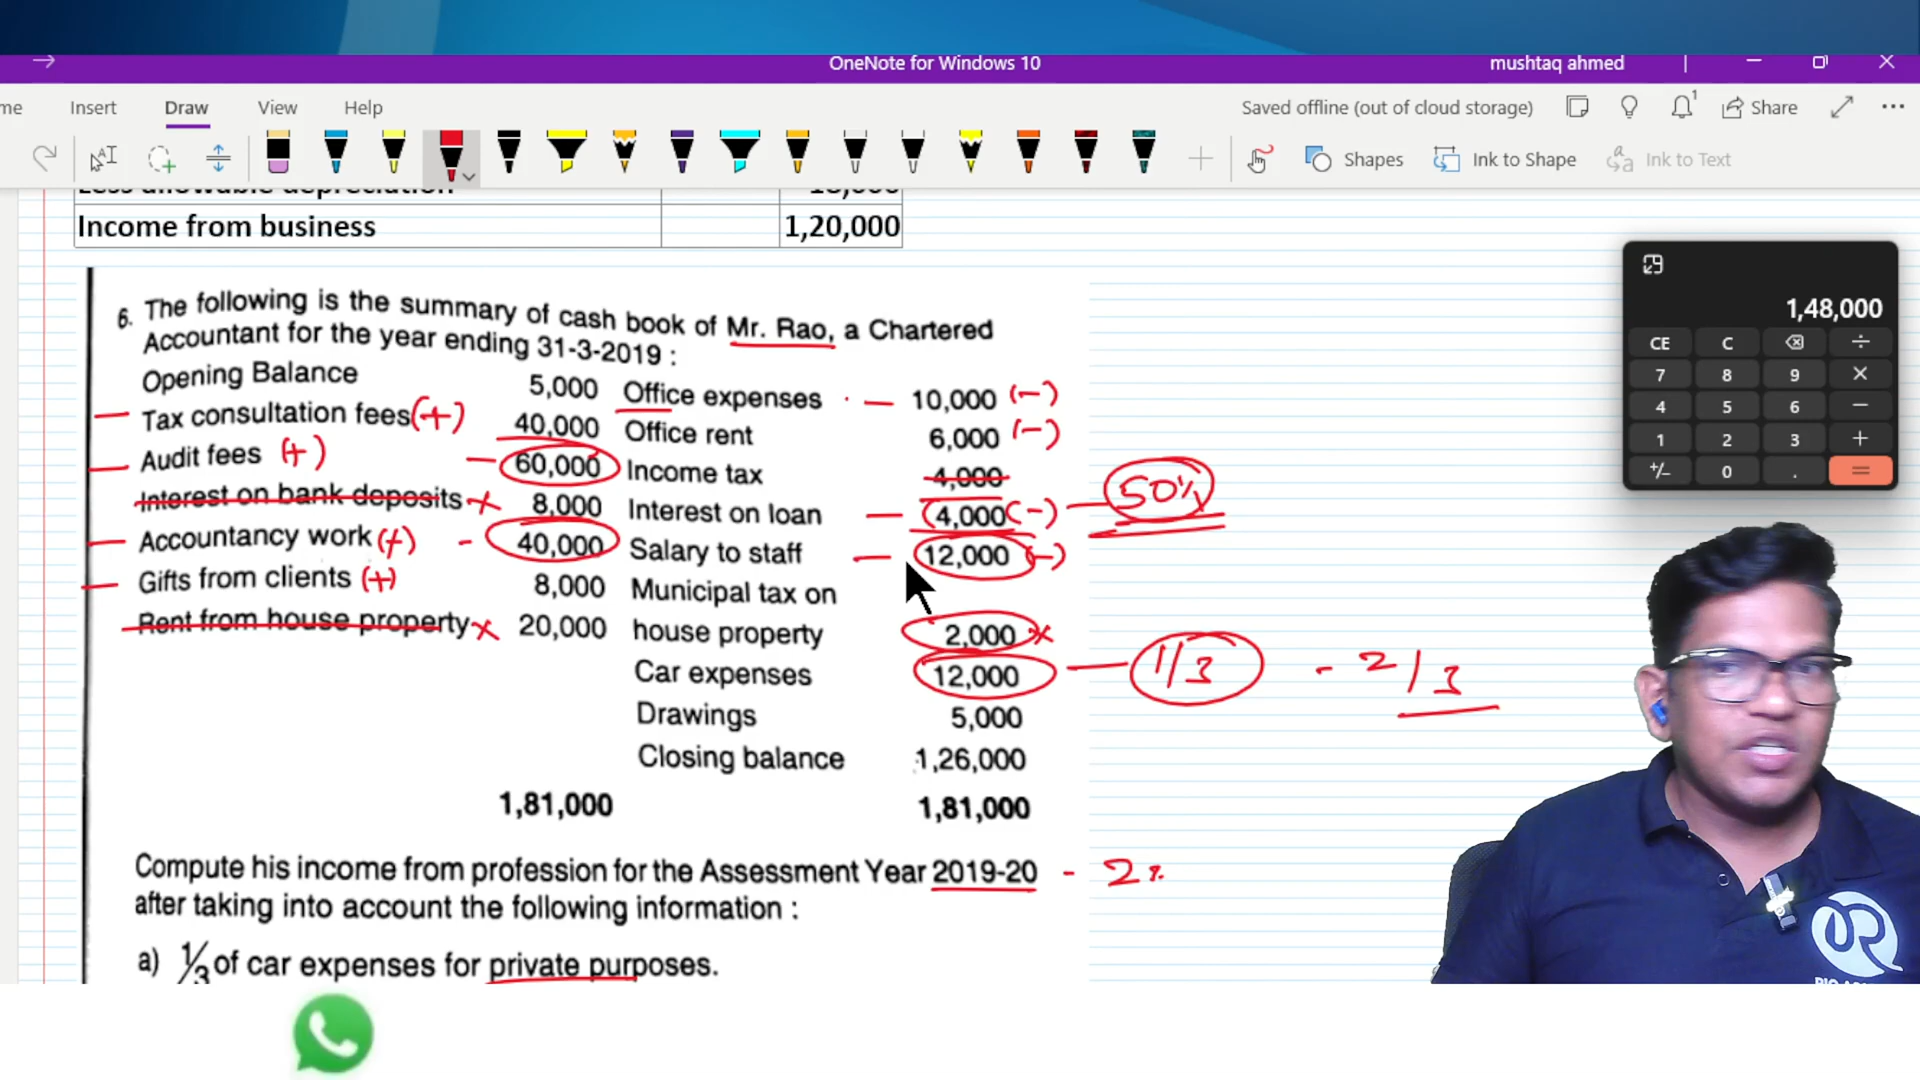 OneNote for Windows 10
mushtaq ahmed
me Insert Draw View Help
Saved offline (out of cloud storage)
1
Share
Shapes
Ink to Shape
Ink to Text
Less allowable depreciation
Income from business 1,20,000
1,48,000
CE C ÷
7 8 9 ×
4 5 6 −
1 2 3 +
+/− 0 . =
6. The following is the summary of cash book of Mr. Rao, a Chartered
Accountant for the year ending 31-3-2019 :
Opening Balance 5,000 Office expenses - 10,000 (-)
Tax consultation fees (+) 40,000 Office rent 6,000 (-)
Audit fees (+) - 60,000 Income tax 4,000
Interest on bank deposits × 8,000 Interest on loan - 4,000 (-) - 50%
Accountancy work (+) - 40,000 Salary to staff - 12,000 (-)
Gifts from clients (+) 8,000 Municipal tax on
Rent from house property × 20,000 house property 2,000 ×
Car expenses 12,000 - 1/3 - 2/3
Drawings 5,000
Closing balance 1,26,000
1,81,000 1,81,000
Compute his income from profession for the Assessment Year 2019-20 -
after taking into account the following information :
a) 1/3 of car expenses for private purposes.